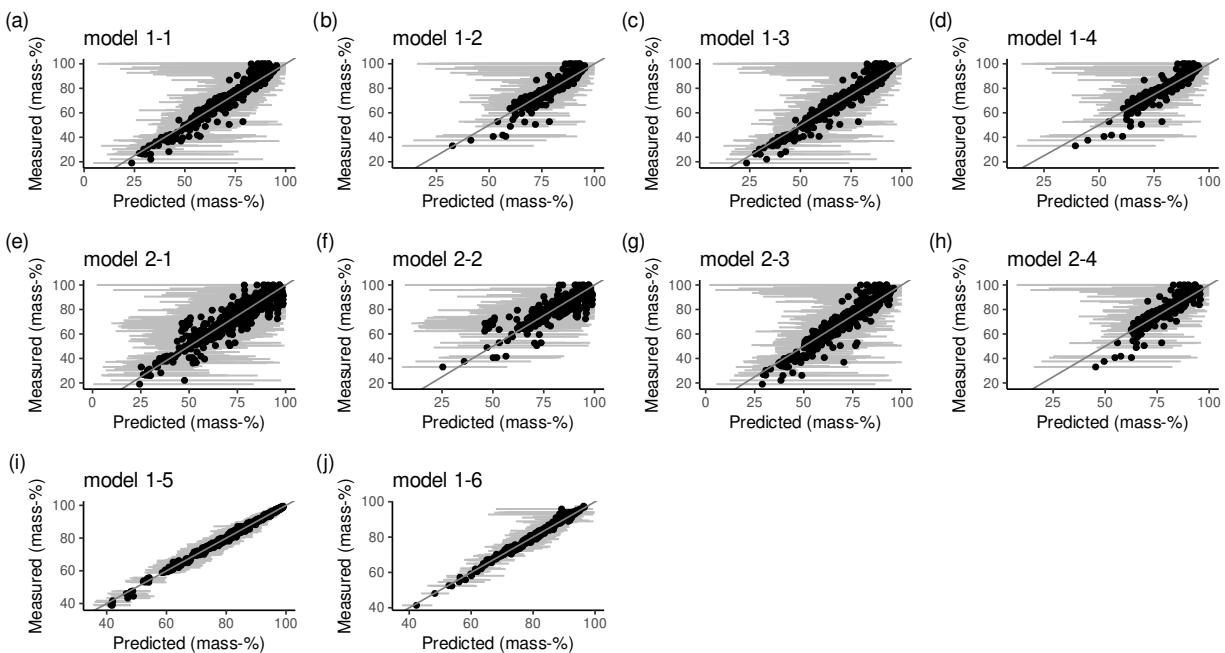 (a) (b) (c) (d)
model 1-1 model 1-2 model 1-3 model 1-4
Measured (mass-%) Measured (mass-%) Measured (mass-%) Measured (mass-%)
100 100 100 100
80 80 80 80
60 60 60 60
40 40 40 40
20 20 20 20
0 25 50 75 100 25 50 75 100 0 25 50 75 100 25 50 75 100
Predicted (mass-%) Predicted (mass-%) Predicted (mass-%) Predicted (mass-%)
(e) (f) (g) (h)
model 2-1 model 2-2 model 2-3 model 2-4
Measured (mass-%) Measured (mass-%) Measured (mass-%) Measured (mass-%)
100 100 100 100
80 80 80 80
60 60 60 60
40 40 40 40
20 20 20 20
0 25 50 75 100 0 25 50 75 100 0 25 50 75 100 25 50 75 100
Predicted (mass-%) Predicted (mass-%) Predicted (mass-%) Predicted (mass-%)
(i) (j)
model 1-5 model 1-6
Measured (mass-%) Measured (mass-%)
100 100
80 80
60 60
40 40
40 60 80 100 40 60 80 100
Predicted (mass-%) Predicted (mass-%)